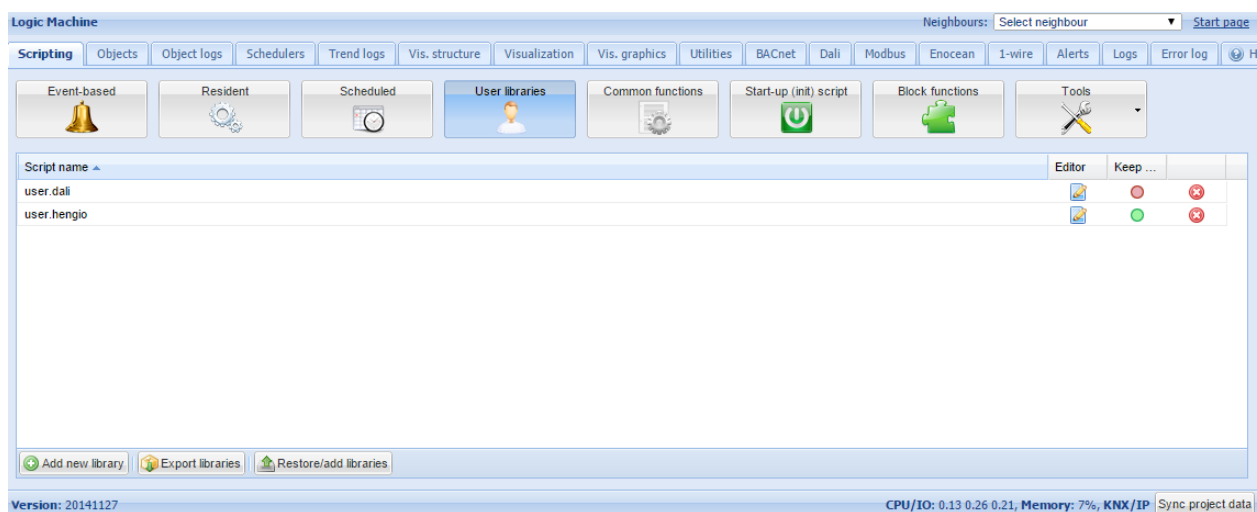 Logic Machine Neighbours: Select neighbour Start page
Scripting Objects Object logs Schedulers Trend logs Vis. structure Visualization Vis. graphics Utilities BACnet Dali Modbus Enocean 1-wire Alerts Logs Error log H
Event-based Resident Scheduled User libraries Common functions Start-up (init) script Block functions Tools
Script name Editor Keep ...
user.dali
user.hengio
Add new library Export libraries Restore/add libraries
Version: 20141127 CPU/IO: 0.13 0.26 0.21, Memory: 7%, KNX/IP Sync project data